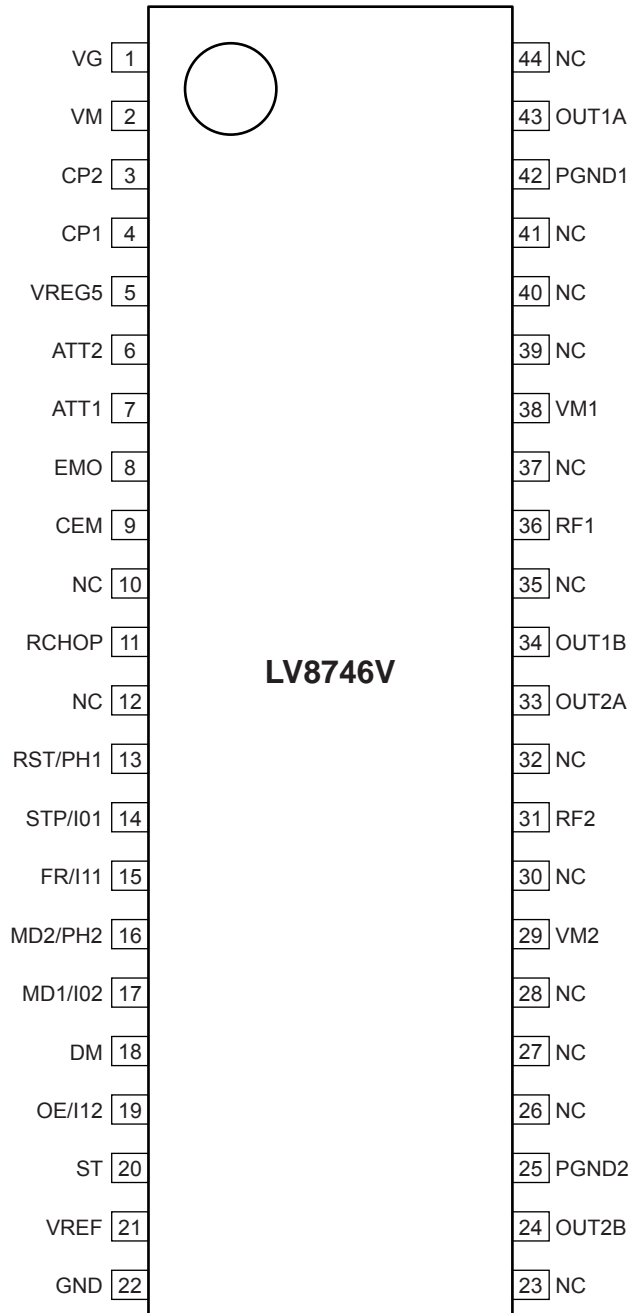 VG 1 44 NC
VM 2 43 OUT1A
CP2 3 42 PGND1
CP1 4 41 NC
VREG5 5 40 NC
ATT2 6 39 NC
ATT1 7 38 VM1
EMO 8 37 NC
CEM 9 36 RF1
NC 10 35 NC
RCHOP 11 34 OUT1B
LV8746V
NC 12 33 OUT2A
RST/PH1 13 32 NC
STP/I01 14 31 RF2
FR/I11 15 30 NC
MD2/PH2 16 29 VM2
MD1/I02 17 28 NC
DM 18 27 NC
OE/I12 19 26 NC
ST 20 25 PGND2
VREF 21 24 OUT2B
GND 22 23 NC